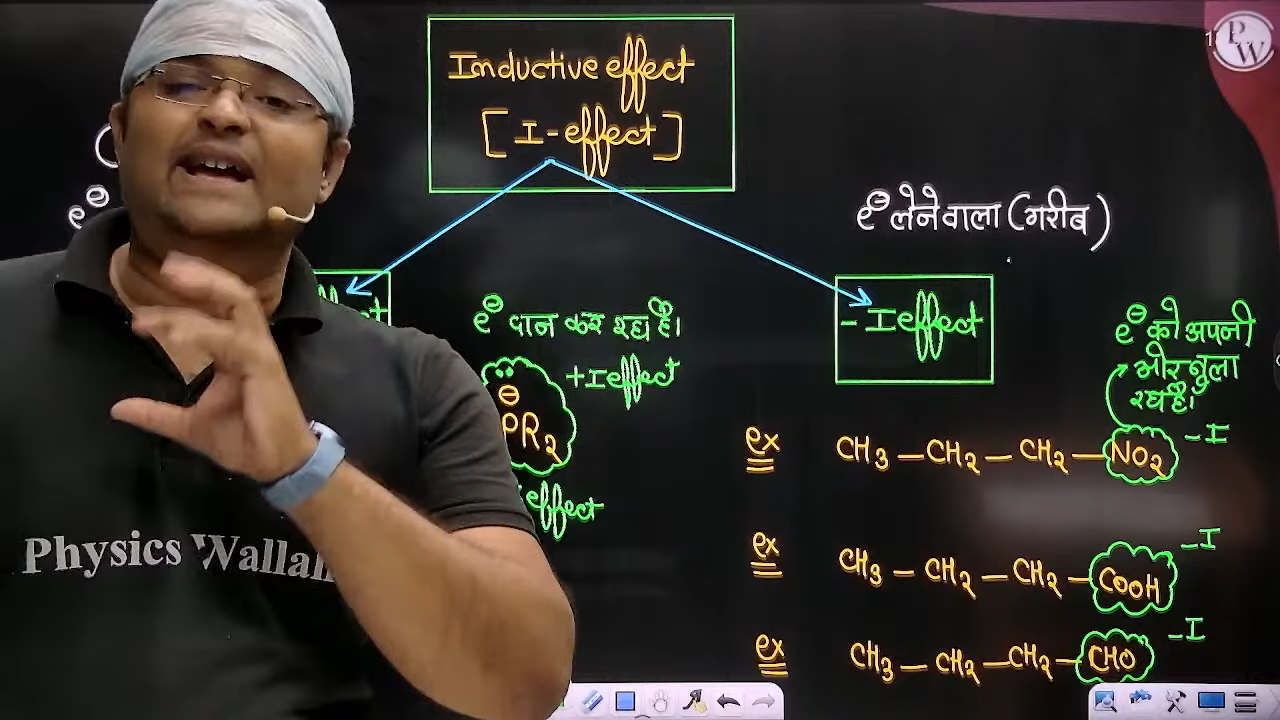 Inductive effect
[I-effect]
PW
e⊖
e⊖ लेने वाला (गरीब)
e⊖ दान कर रहा है।
+I effect
⊖
PR₂
effect
-I effect
e⊖ को अपनी
ओर बुला
रहा है।
ex CH₃ — CH₂ — CH₂ — NO₂ -I
ex CH₃ — CH₂ — CH₂ — COOH -I
ex CH₃ — CH₂ — CH₂ — CHO -I
Physics Wallah